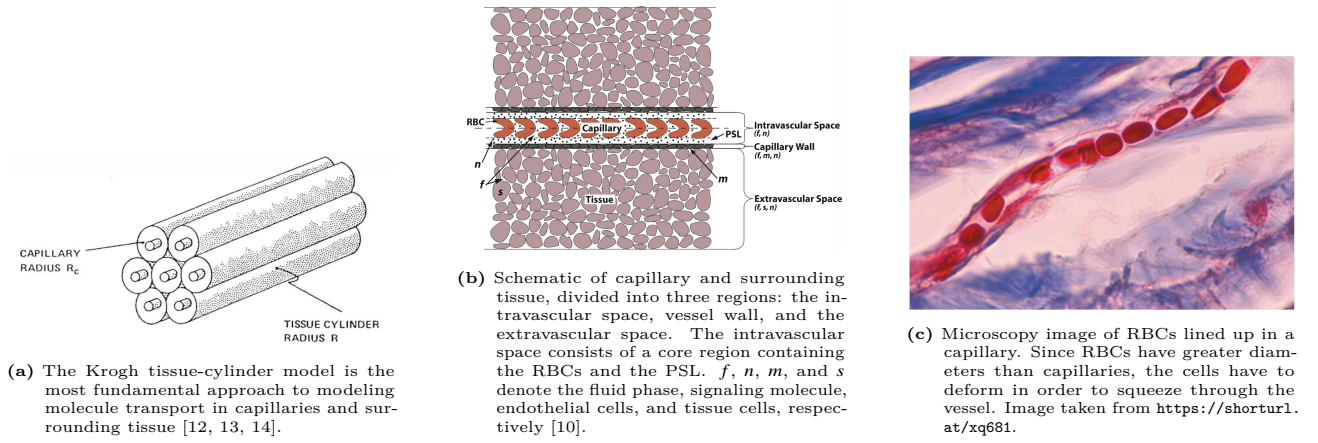 CAPILLARY
RADIUS Rc
TISSUE CYLINDER
RADIUS R
(a) The Krogh tissue-cylinder model is the
most fundamental approach to modeling
molecule transport in capillaries and sur-
rounding tissue [12, 13, 14].
RBC
Capillary
PSL
n
f
s
m
Tissue
Intravascular Space
(f, n)
Capillary Wall
(f, m, n)
Extravascular Space
(f, s, n)
(b) Schematic of capillary and surrounding
tissue, divided into three regions: the in-
travascular space, vessel wall, and the
extravascular space. The intravascular
space consists of a core region containing
the RBCs and the PSL. f, n, m, and s
denote the fluid phase, signaling molecule,
endothelial cells, and tissue cells, respec-
tively [10].
(c) Microscopy image of RBCs lined up in a
capillary. Since RBCs have greater diam-
eters than capillaries, the cells have to
deform in order to squeeze through the
vessel. Image taken from https://shorturl.
at/xq681.